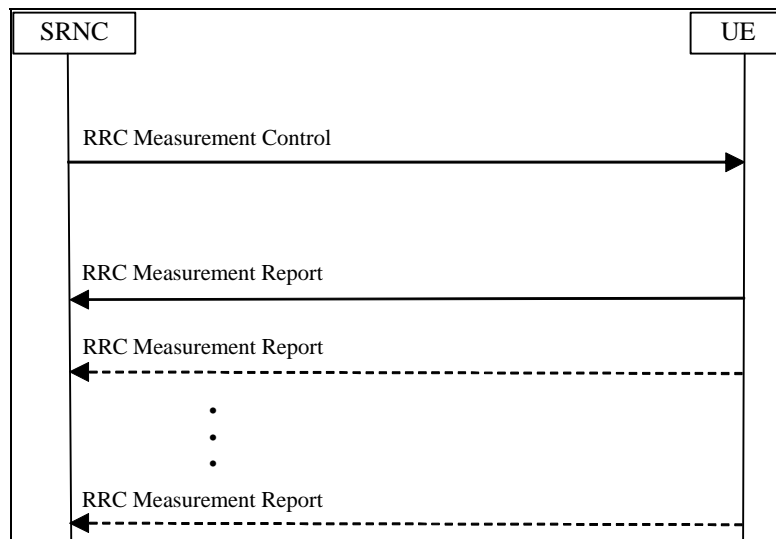 SRNC
UE
RRC Measurement Control
RRC Measurement Report
RRC Measurement Report
RRC Measurement Report